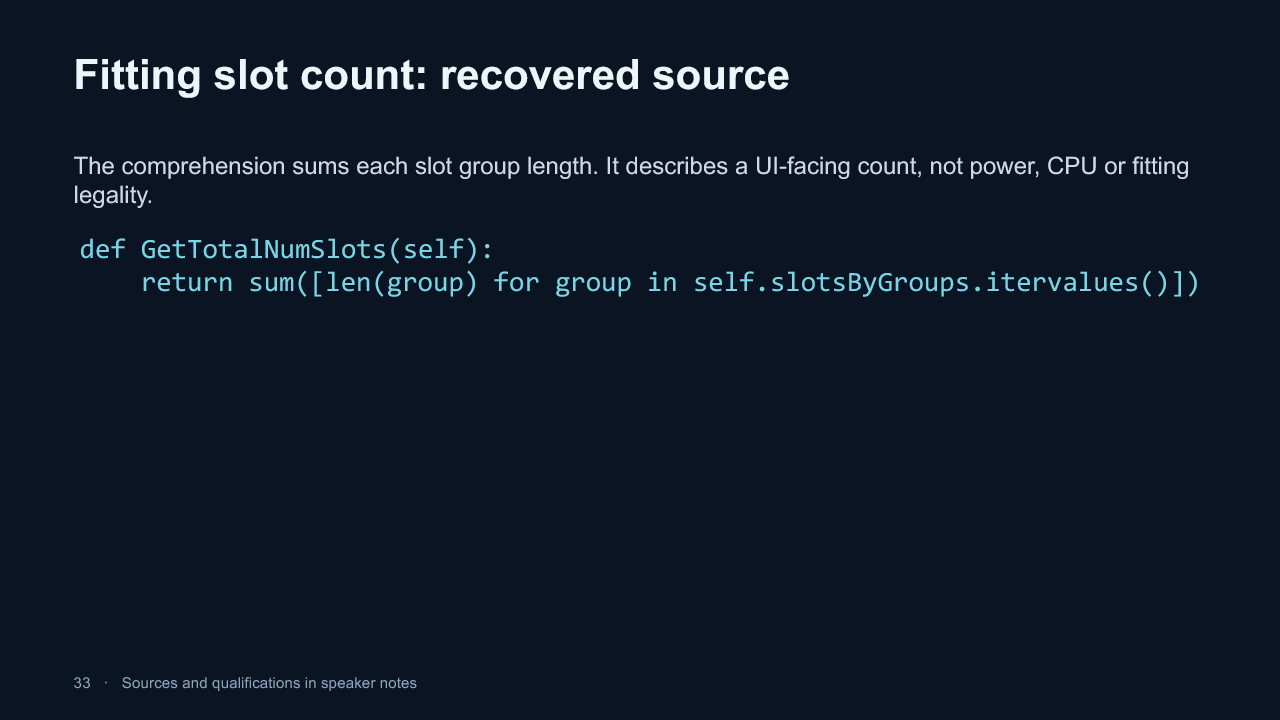 Fitting slot count: recovered source
The comprehension sums each slot group length. It describes a UI-facing count, not power, CPU or fitting
legality.
def GetTotalNumSlots(self):
    return sum([len(group) for group in self.slotsByGroups.itervalues()])
33 · Sources and qualifications in speaker notes